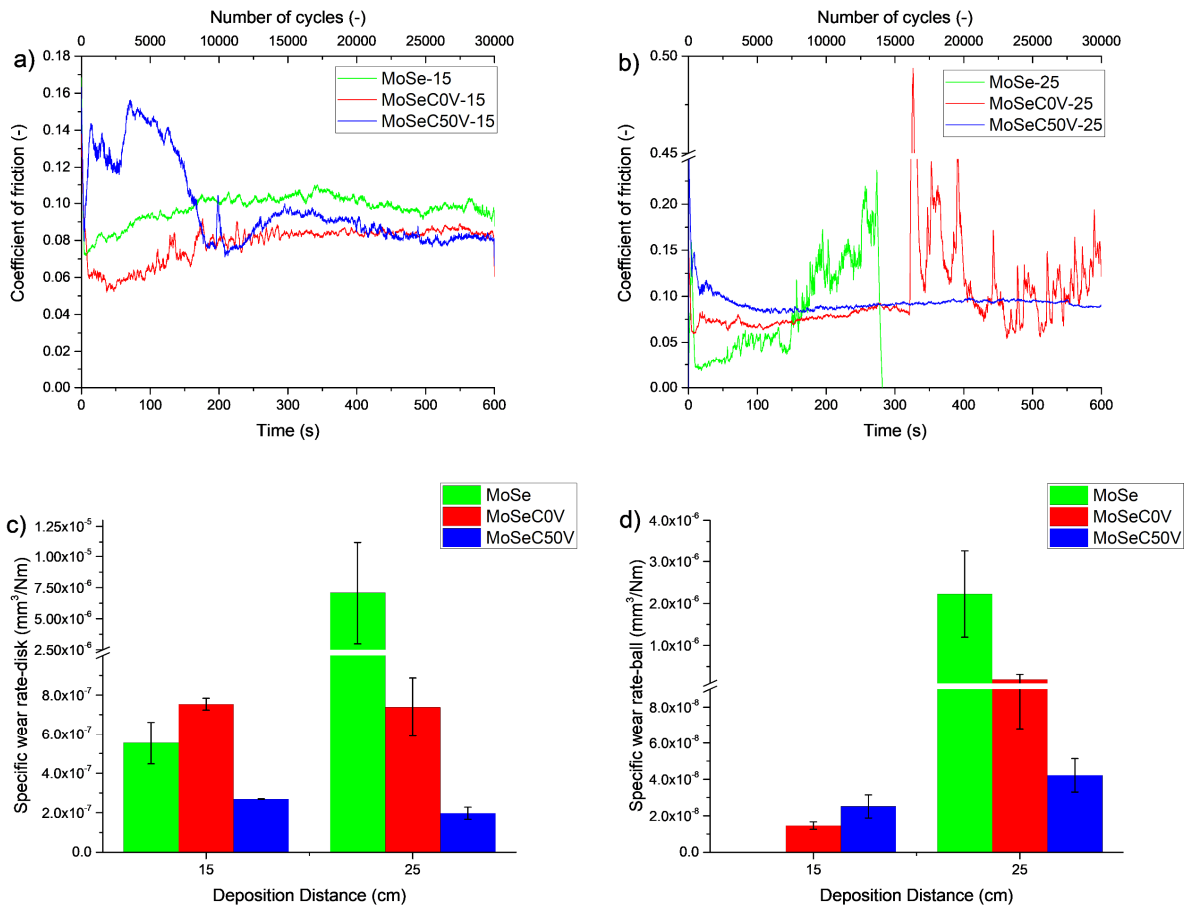 Number of cycles (-)
0 5000 10000 15000 20000 25000 30000
a)
0.18
0.16
0.14
0.12
0.10
0.08
0.06
0.04
0.02
0.00
Coefficient of friction (-)
MoSe-15
MoSeC0V-15
MoSeC50V-15
0 100 200 300 400 500 600
Time (s)
Number of cycles (-)
0 5000 10000 15000 20000 25000 30000
b)
0.50
0.45
0.20
0.15
0.10
0.05
0.00
Coefficient of friction (-)
MoSe-25
MoSeC0V-25
MoSeC50V-25
0 100 200 300 400 500 600
Time (s)
MoSe
MoSeC0V
MoSeC50V
c)
1.25x10⁻⁵
1.00x10⁻⁵
7.50x10⁻⁶
5.00x10⁻⁶
2.50x10⁻⁶
8.0x10⁻⁷
6.0x10⁻⁷
4.0x10⁻⁷
2.0x10⁻⁷
0.0
Specific wear rate-disk (mm³/Nm)
15 25
Deposition Distance (cm)
MoSe
MoSeC0V
MoSeC50V
d)
4.0x10⁻⁶
3.0x10⁻⁶
2.0x10⁻⁶
1.0x10⁻⁶
8.0x10⁻⁸
6.0x10⁻⁸
4.0x10⁻⁸
2.0x10⁻⁸
0.0
Specific wear rate-ball (mm³/Nm)
15 25
Deposition Distance (cm)